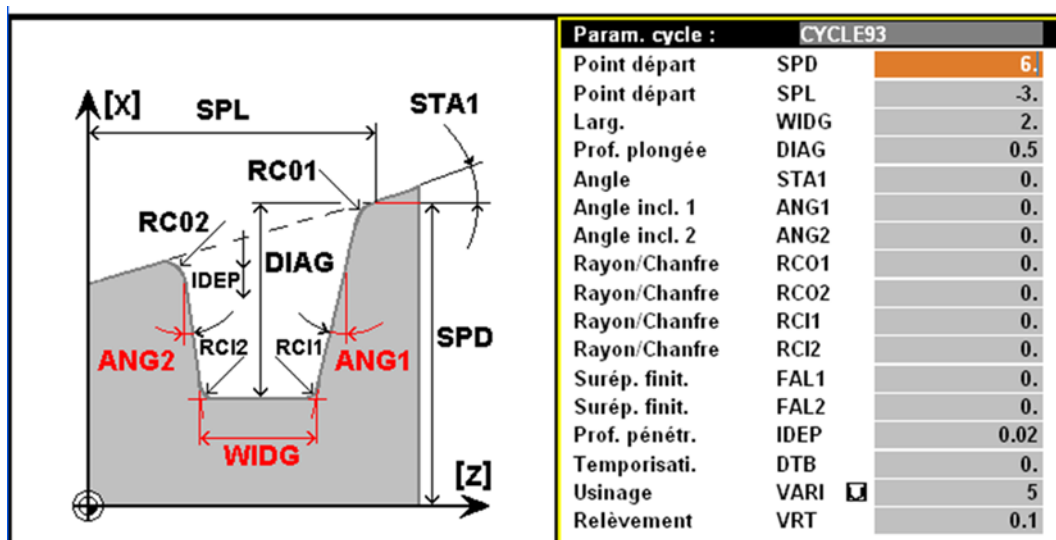 [X]
SPL
STA1
RC01
RC02
IDEP
DIAG
ANG2
RCI2
RCI1
ANG1
SPD
WIDG
[Z]
Param. cycle : CYCLE93
Point départ SPD 6.
Point départ SPL -3.
Larg. WIDG 2.
Prof. plongée DIAG 0.5
Angle STA1 0.
Angle incl. 1 ANG1 0.
Angle incl. 2 ANG2 0.
Rayon/Chanfre RCO1 0.
Rayon/Chanfre RCO2 0.
Rayon/Chanfre RCI1 0.
Rayon/Chanfre RCI2 0.
Surép. finit. FAL1 0.
Surép. finit. FAL2 0.
Prof. pénétr. IDEP 0.02
Temporisati. DTB 0.
Usinage VARI 5
Relèvement VRT 0.1